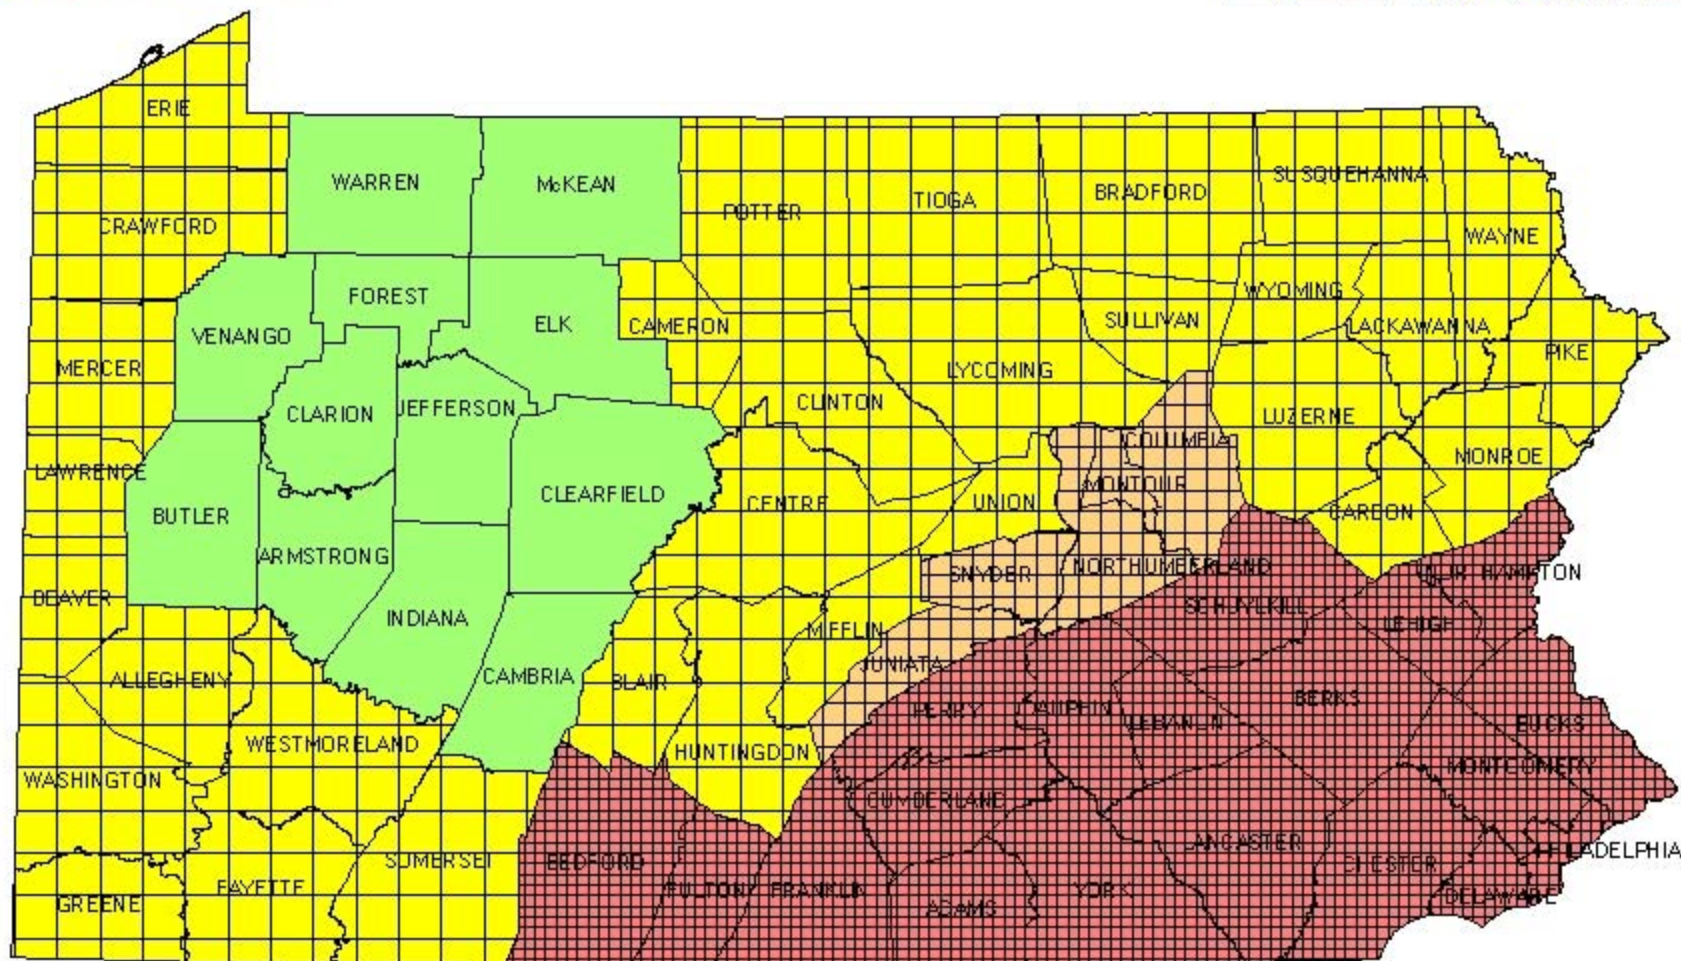 ERIE
WARREN
McKEAN
SUSQUEHANNA
CRAWFORD
POTTER
TIOGA
BRADFORD
WAYNE
FOREST
WYOMING
VENANGO
ELK
CAMERON
SULLIVAN
LACKAWANNA
MERCER
LYCOMING
PIKE
CLARION
JEFFERSON
CLINTON
LUZERNE
COLUMBIA
LAWRENCE
MONROE
CLEARFIELD
CENTRE
UNION
MONTOUR
BUTLER
CARBON
ARMSTRONG
SNYDER
NORTHUMBERLAND
NORTHAMPTON
BEAVER
SCHUYLKILL
INDIANA
MIFFLIN
LEHIGH
ALLEGHENY
CAMBRIA
BLAIR
JUNIATA
BERKS
PERRY
DAUPHIN
LEBANON
BUCKS
WESTMORELAND
HUNTINGDON
WASHINGTON
MONTGOMERY
CUMBERLAND
SOMERSET
BEDFORD
LANCASTER
CHESTER
PHILADELPHIA
GREENE
FAYETTE
FULTON
FRANKLIN
ADAMS
YORK
DELAWARE